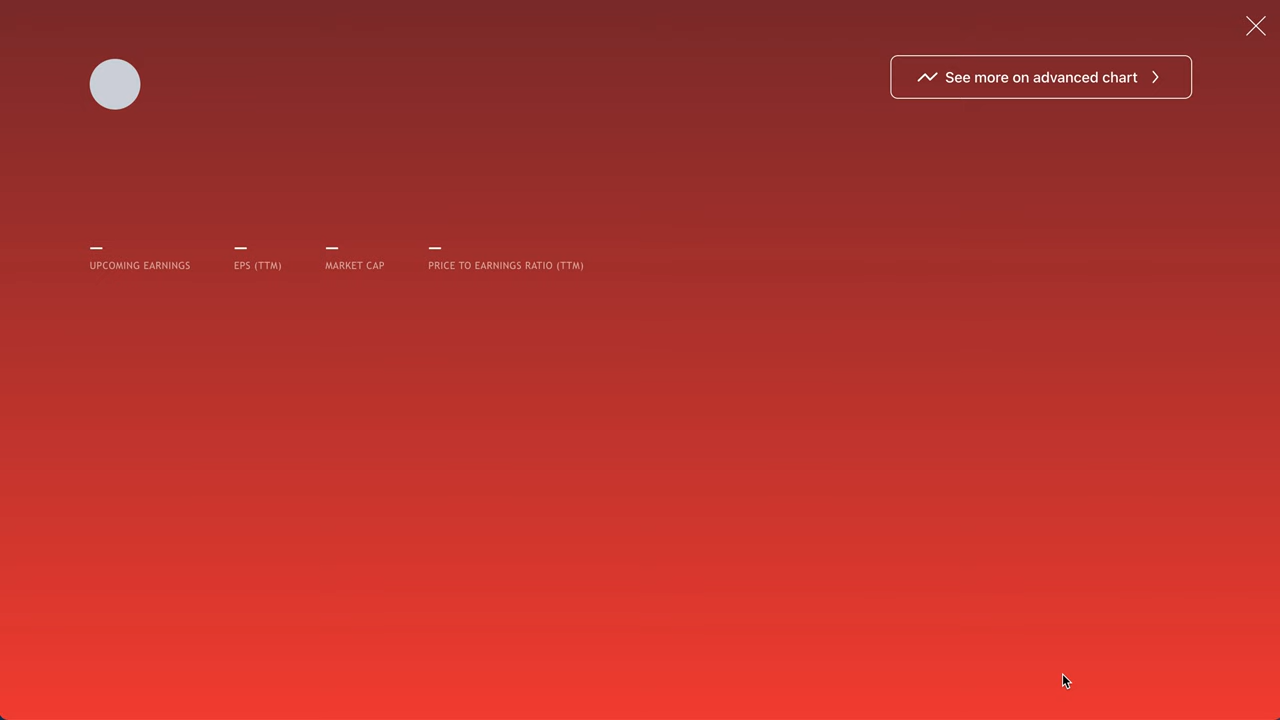 See more on advanced chart
— — — —
UPCOMING EARNINGS EPS (TTM) MARKET CAP PRICE TO EARNINGS RATIO (TTM)